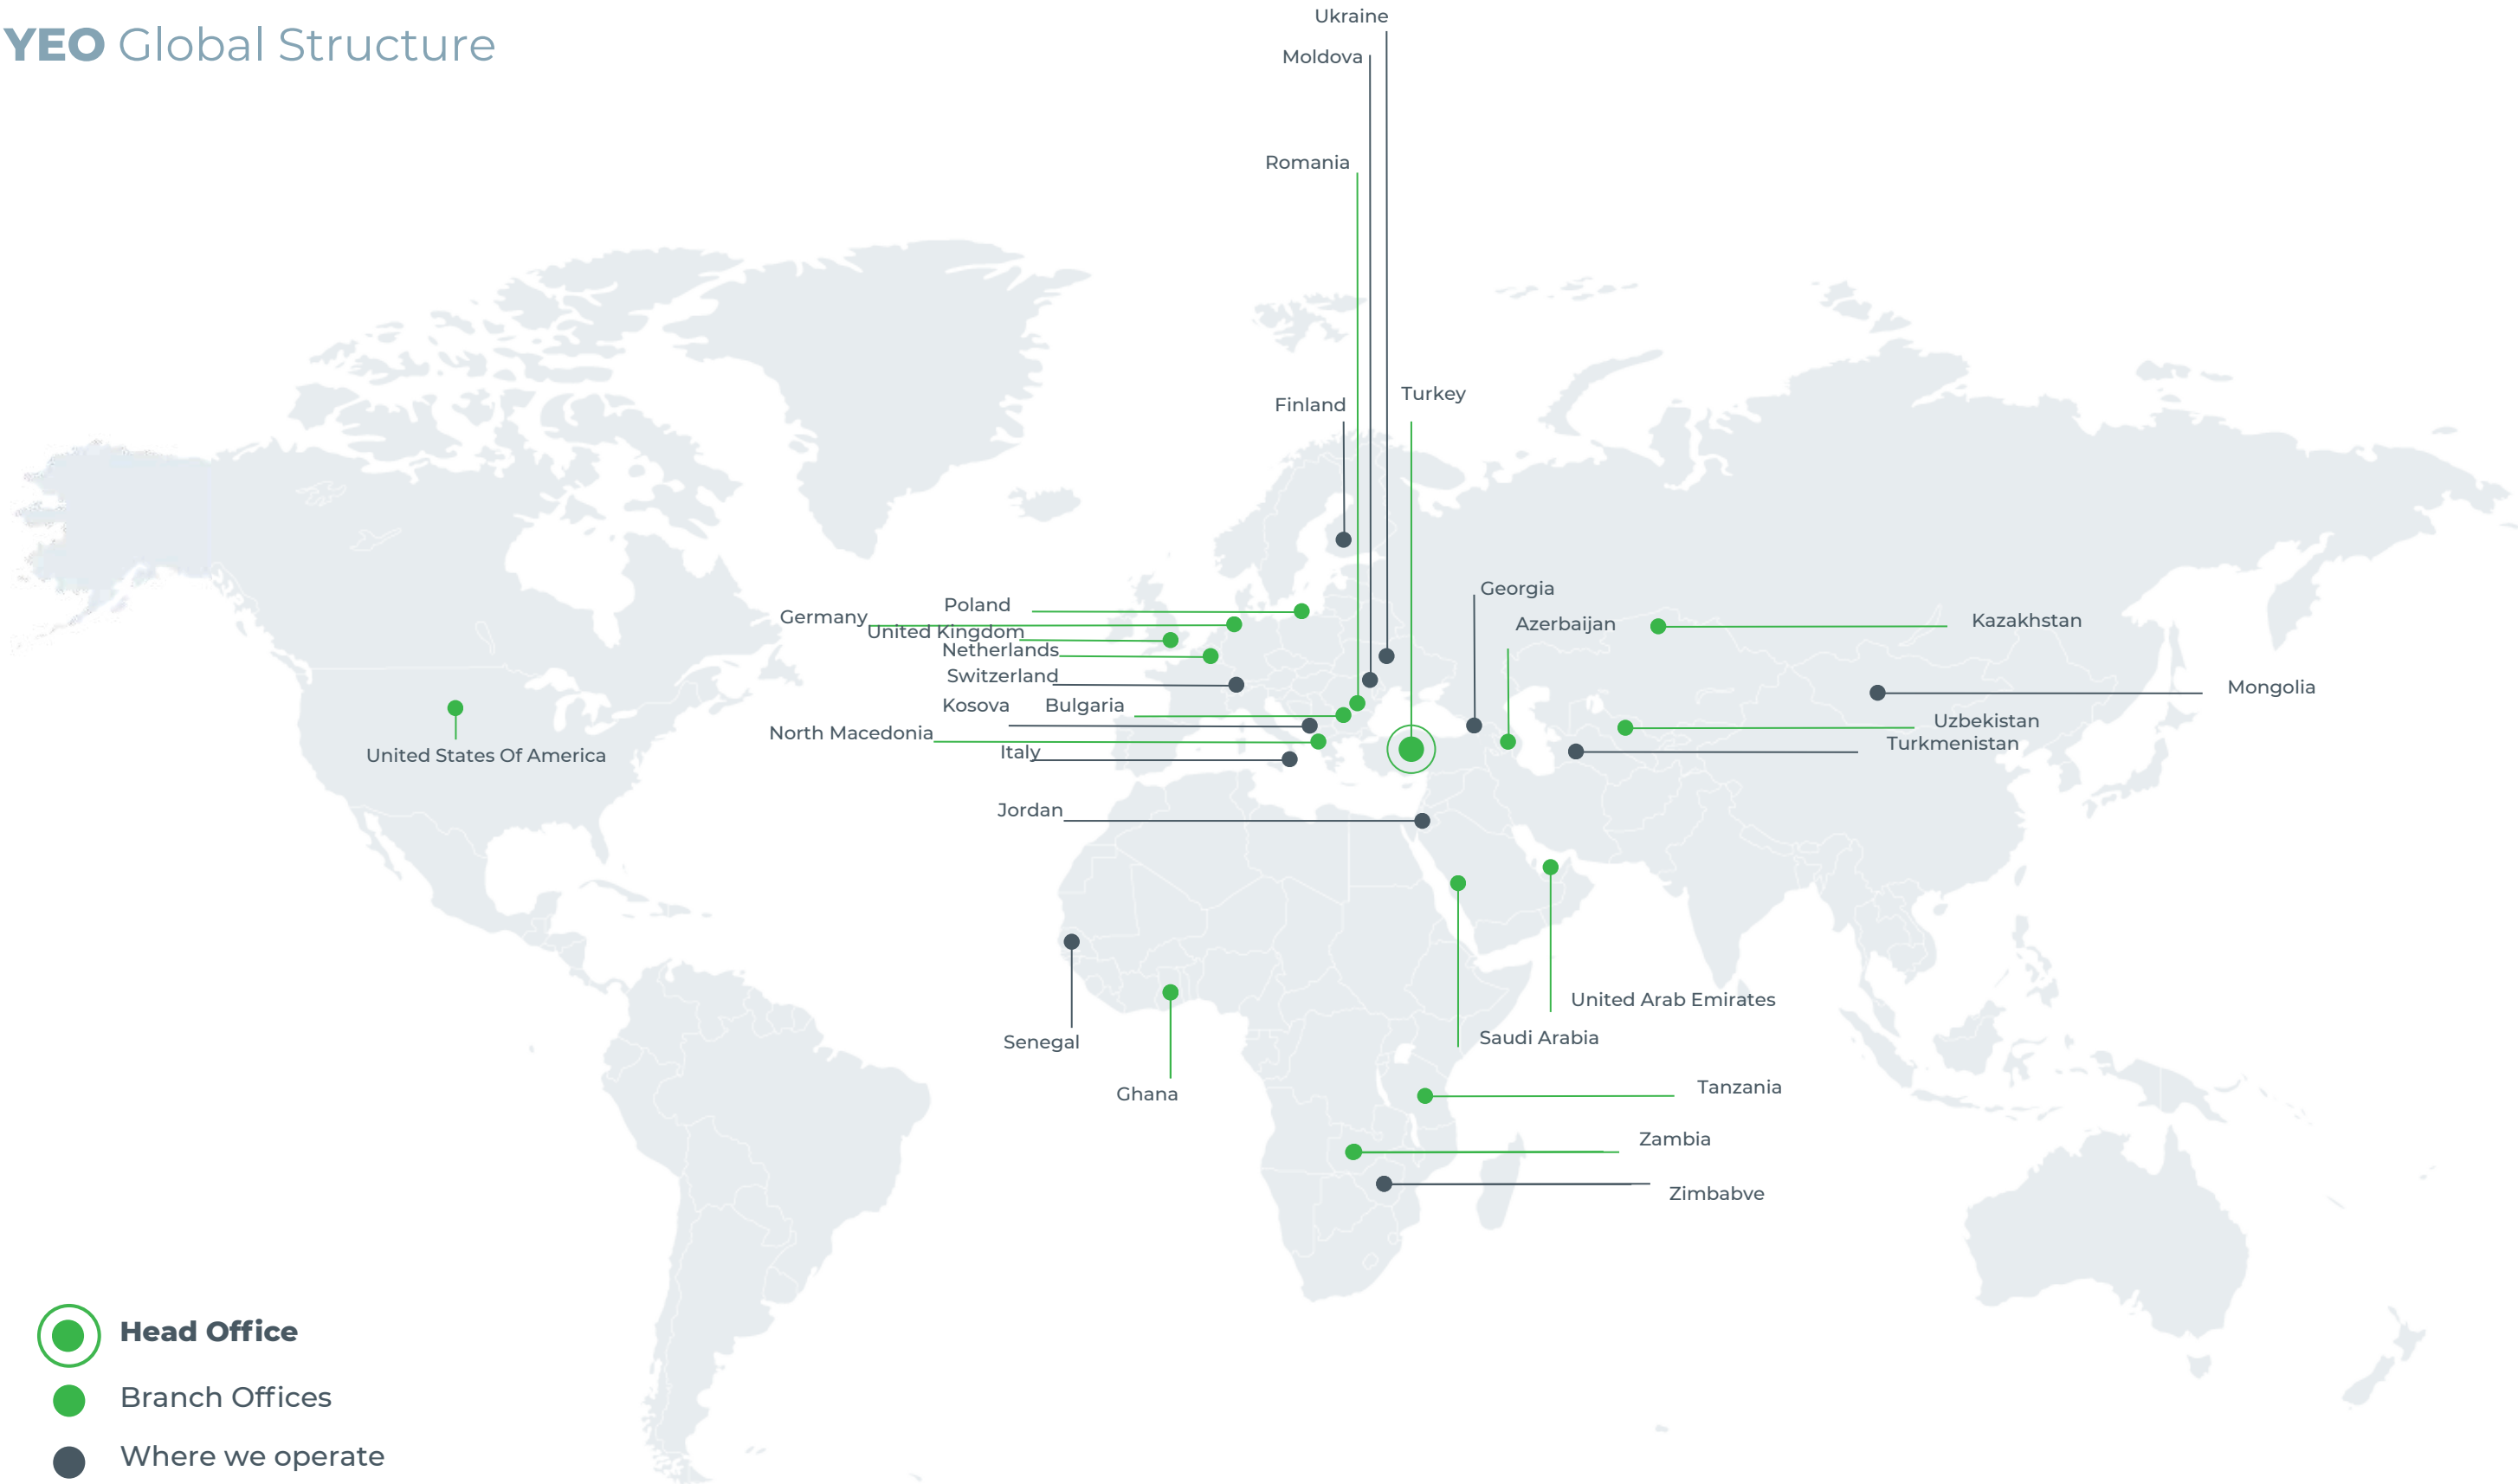 YEO Global Structure
Ukraine
Moldova
Romania
Turkey
Finland
Georgia
Poland
Germany
Azerbaijan
Kazakhstan
United Kingdom
Netherlands
Switzerland
Mongolia
Kosova
Bulgaria
Uzbekistan
North Macedonia
Turkmenistan
Italy
United States Of America
Jordan
United Arab Emirates
Saudi Arabia
Senegal
Tanzania
Ghana
Zambia
Zimbabve
Head Office
Branch Offices
Where we operate